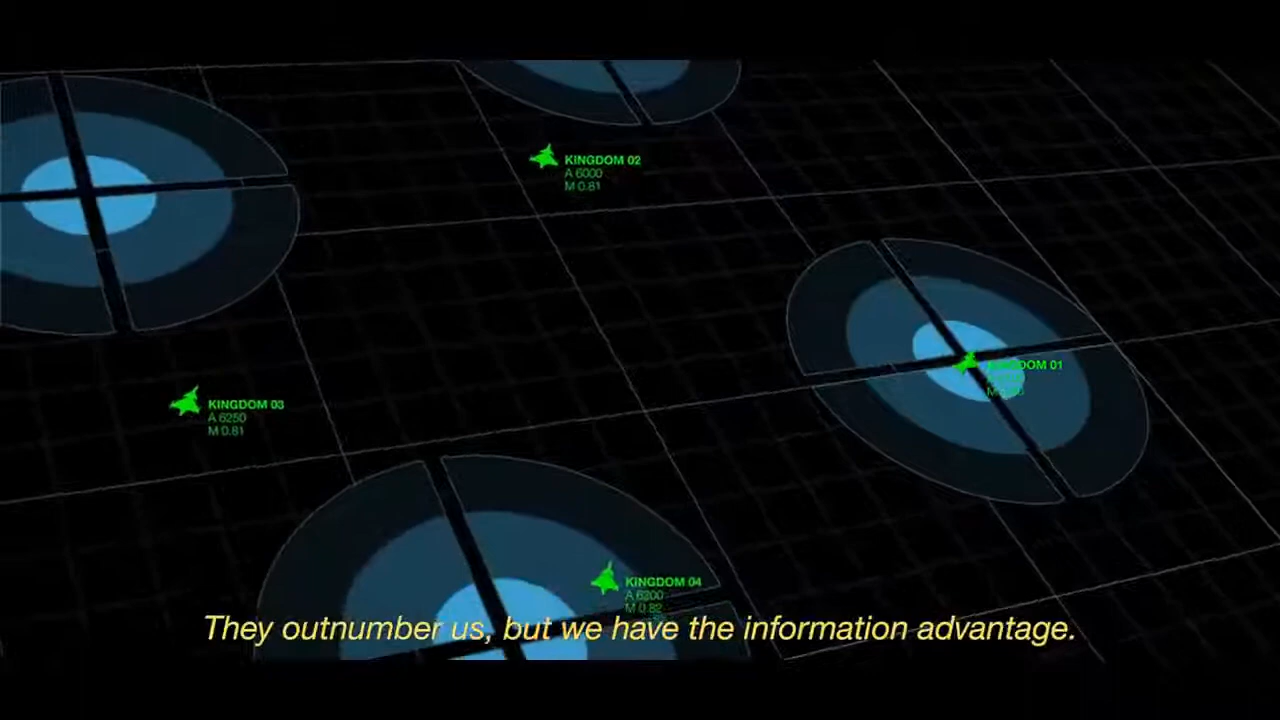 KINGDOM 02
A 6000
M 0.81
KINGDOM 01
KINGDOM 03
A 6250
M 0.81
KINGDOM 04
A 6200
M 0.82
They outnumber us, but we have the information advantage.